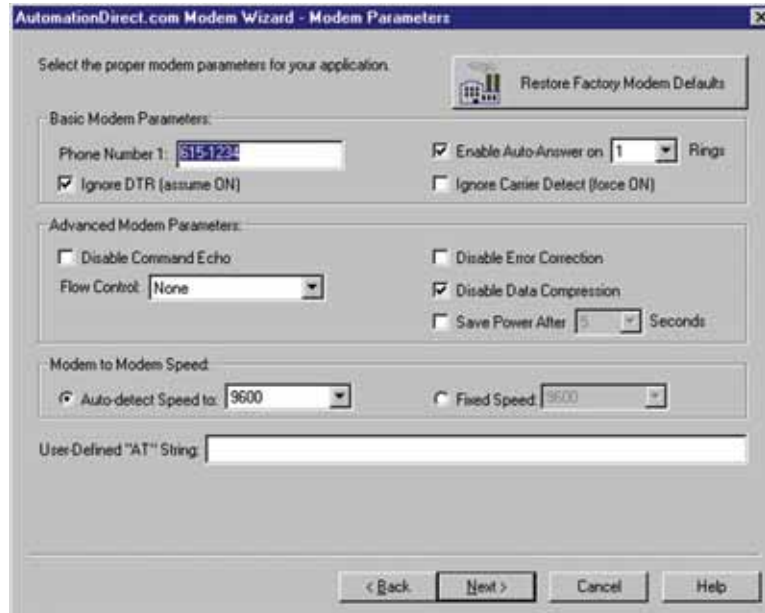 AutomationDirect.com Modem Wizard - Modem Parameters
Select the proper modem parameters for your application.
Restore Factory Modem Defaults
Basic Modem Parameters:
Phone Number 1: 615-1234
Enable Auto-Answer on 1 Rings
Ignore DTR (assume ON)
Ignore Carrier Detect (force ON)
Advanced Modem Parameters:
Disable Command Echo
Disable Error Correction
Flow Control: None
Disable Data Compression
Save Power After 5 Seconds
Modem to Modem Speed:
Auto-detect Speed to: 9600
Fixed Speed: 9600
User-Defined "AT" String:
< Back
Next >
Cancel
Help